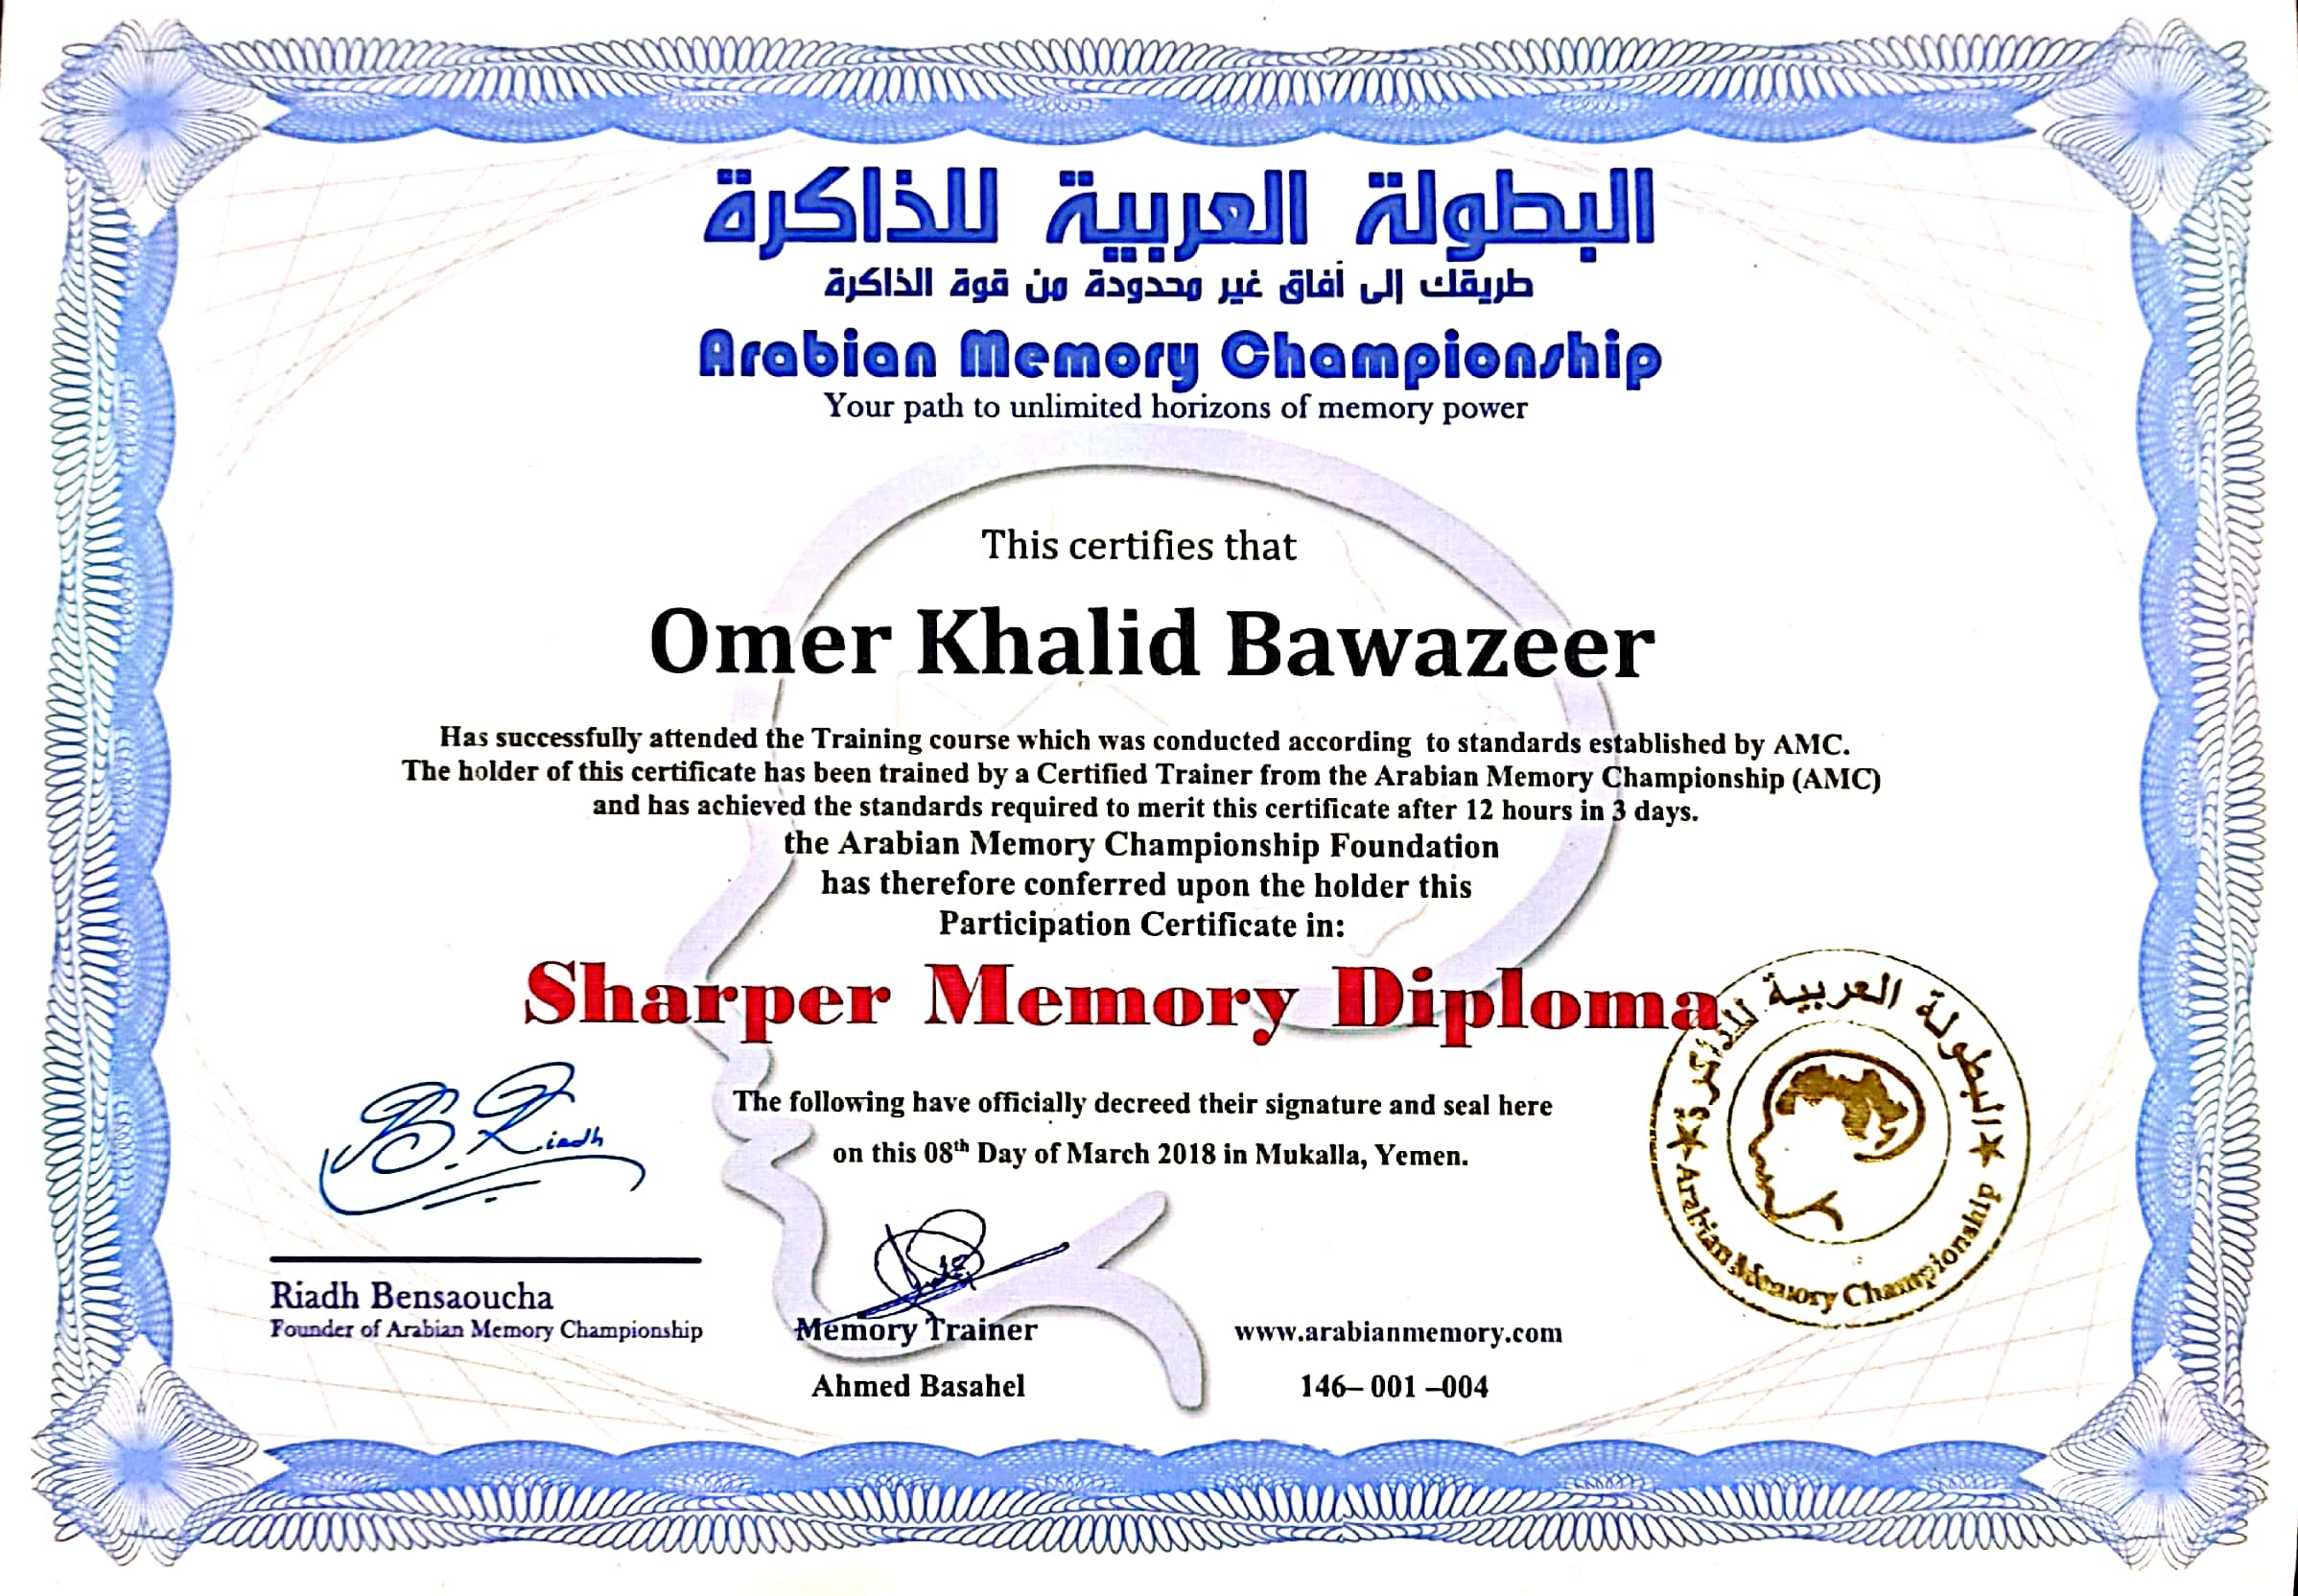 البطولة العربية للذاكرة
طريقك إلى آفاق غير محدودة من قوة الذاكرة
Arabian Memory Championship
Your path to unlimited horizons of memory power
This certifies that
Omer Khalid Bawazeer
Has successfully attended the Training course which was conducted according to standards established by AMC.
The holder of this certificate has been trained by a Certified Trainer from the Arabian Memory Championship (AMC)
and has achieved the standards required to merit this certificate after 12 hours in 3 days.
the Arabian Memory Championship Foundation
has therefore conferred upon the holder this
Participation Certificate in:
Sharper Memory Diploma
البطولة العربية للذاكرة
Arabian Memory Championship
The following have officially decreed their signature and seal here
on this 08th Day of March 2018 in Mukalla, Yemen.
B. Riadh
Riadh Bensaoucha
Founder of Arabian Memory Championship
Memory Trainer
Ahmed Basahel
www.arabianmemory.com
146– 001 –004